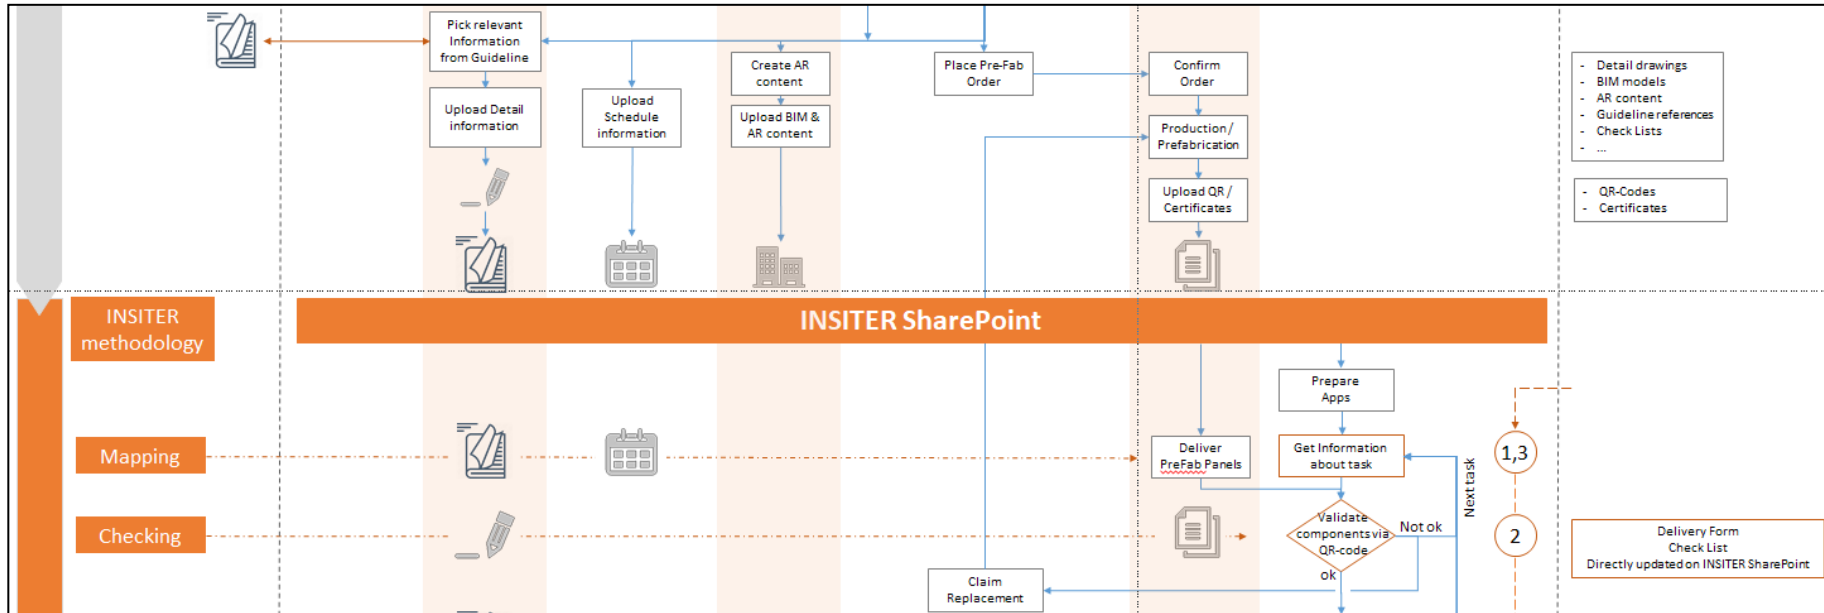 Pick relevant
Information
from Guideline
Upload Detail
information
Upload
Schedule
information
Create AR
content
Upload BIM &
AR content
Place Pre-Fab
Order
Confirm
Order
Production /
Prefabrication
Upload QR /
Certificates
- Detail drawings
- BIM models
- AR content
- Guideline references
- Check Lists
- ...
- QR-Codes
- Certificates
INSITER
methodology
INSITER SharePoint
Prepare
Apps
Mapping
Deliver
PreFab Panels
Get Information
about task
Next task
1,3
Checking
Validate
components via
QR-code
Not ok
ok
2
Claim
Replacement
Delivery Form
Check List
Directly updated on INSITER SharePoint